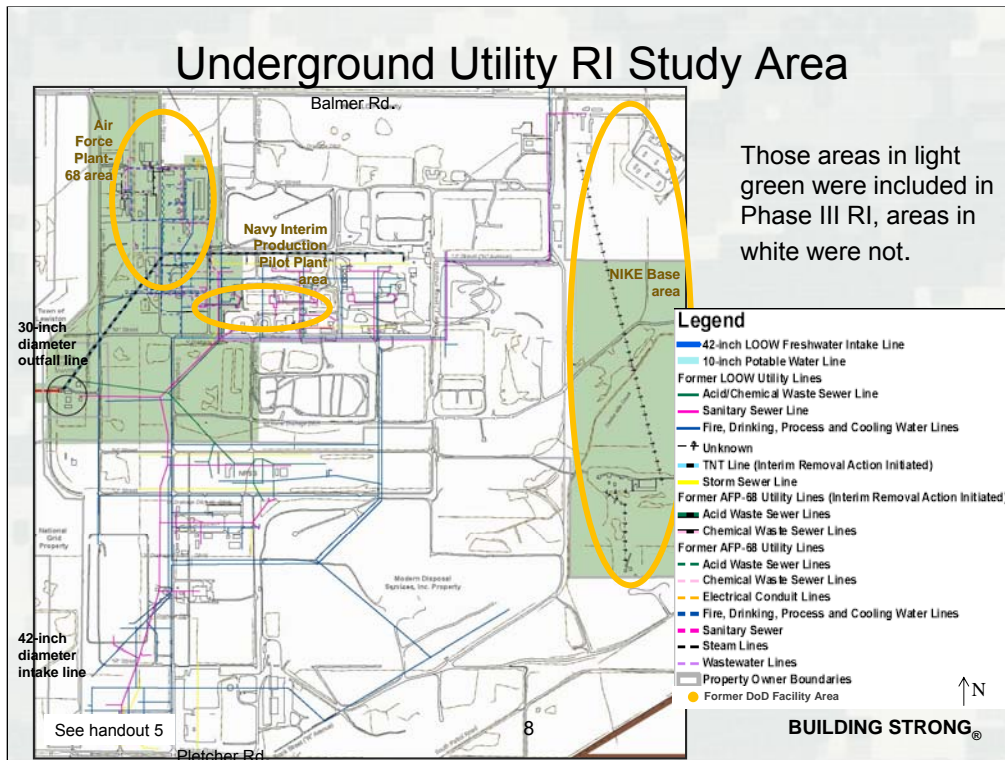 Underground Utility RI Study Area
Balmer Rd.
Air
Force
Plant-
68 area
Navy Interim
Production
Pilot Plant
area
NIKE Base
area
Town of
Lewiston
30-inch
diameter
outfall line
National
Grid
Property
Modern Disposal
Services, Inc. Property
42-inch
diameter
intake line
See handout 5
8
Pletcher Rd.
Those areas in light
green were included in
Phase III RI, areas in
white were not.
Legend
42-inch LOOW Freshwater Intake Line
10-inch Potable Water Line
Former LOOW Utility Lines
Acid/Chemical Waste Sewer Line
Sanitary Sewer Line
Fire, Drinking, Process and Cooling Water Lines
Unknown
TNT Line (Interim Removal Action Initiated)
Storm Sewer Line
Former AFP-68 Utility Lines (Interim Removal Action Initiated)
Acid Waste Sewer Lines
Chemical Waste Sewer Lines
Former AFP-68 Utility Lines
Acid Waste Sewer Lines
Chemical Waste Sewer Lines
Electrical Conduit Lines
Fire, Drinking, Process and Cooling Water Lines
Sanitary Sewer
Steam Lines
Wastewater Lines
Property Owner Boundaries
Former DoD Facility Area
N
BUILDING STRONG®